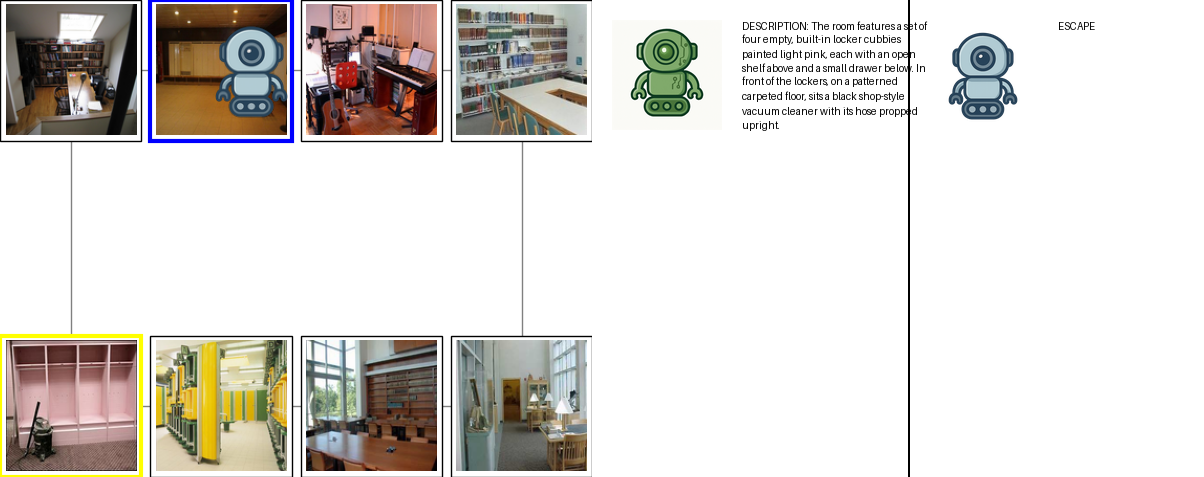 DESCRIPTION: The room features a set of
four empty, built-in locker cubbies
painted light pink, each with an open
shelf above and a small drawer below. In
front of the lockers, on a patterned
carpeted floor, sits a black shop-style
vacuum cleaner with its hose propped
upright.
ESCAPE